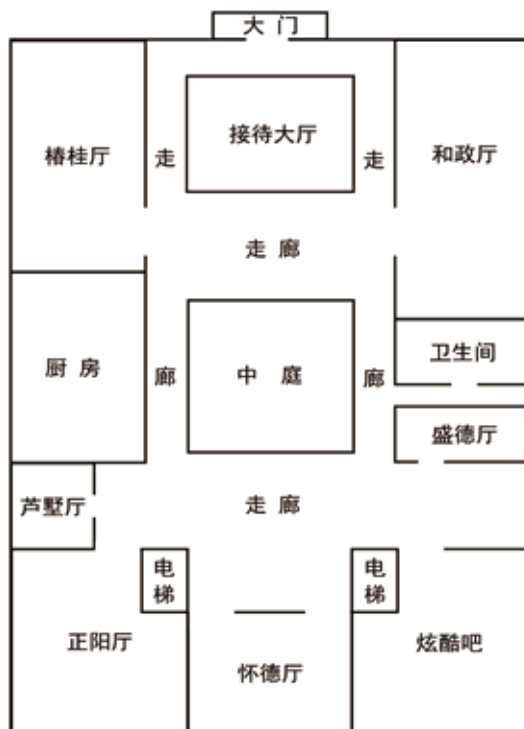 大 门
椿桂厅
走
接待大厅
走
和政厅
走 廊
厨 房
廊
中 庭
廊
卫生间
盛德厅
芦墅厅
走 廊
电
梯
电
梯
正阳厅
怀德厅
炫酷吧